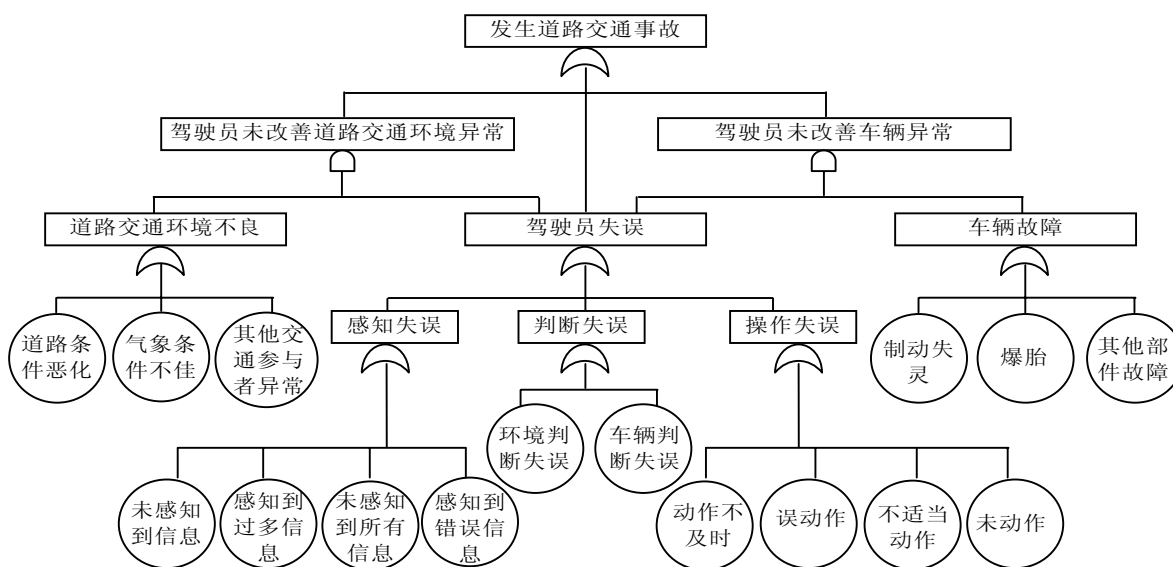 发生道路交通事故
驾驶员未改善道路交通环境异常
驾驶员未改善车辆异常
道路交通环境不良
驾驶员失误
车辆故障
道路条
件恶化
气象条
件不佳
其他交
通参与
者异常
感知失误
判断失误
操作失误
制动失
灵
爆胎
其他部
件故障
环境判
断失误
车辆判
断失误
未感知
到信息
感知到
过多信
息
未感知
到所有
信息
感知到
错误信
息
动作不
及时
误动作
不适当
动作
未动作